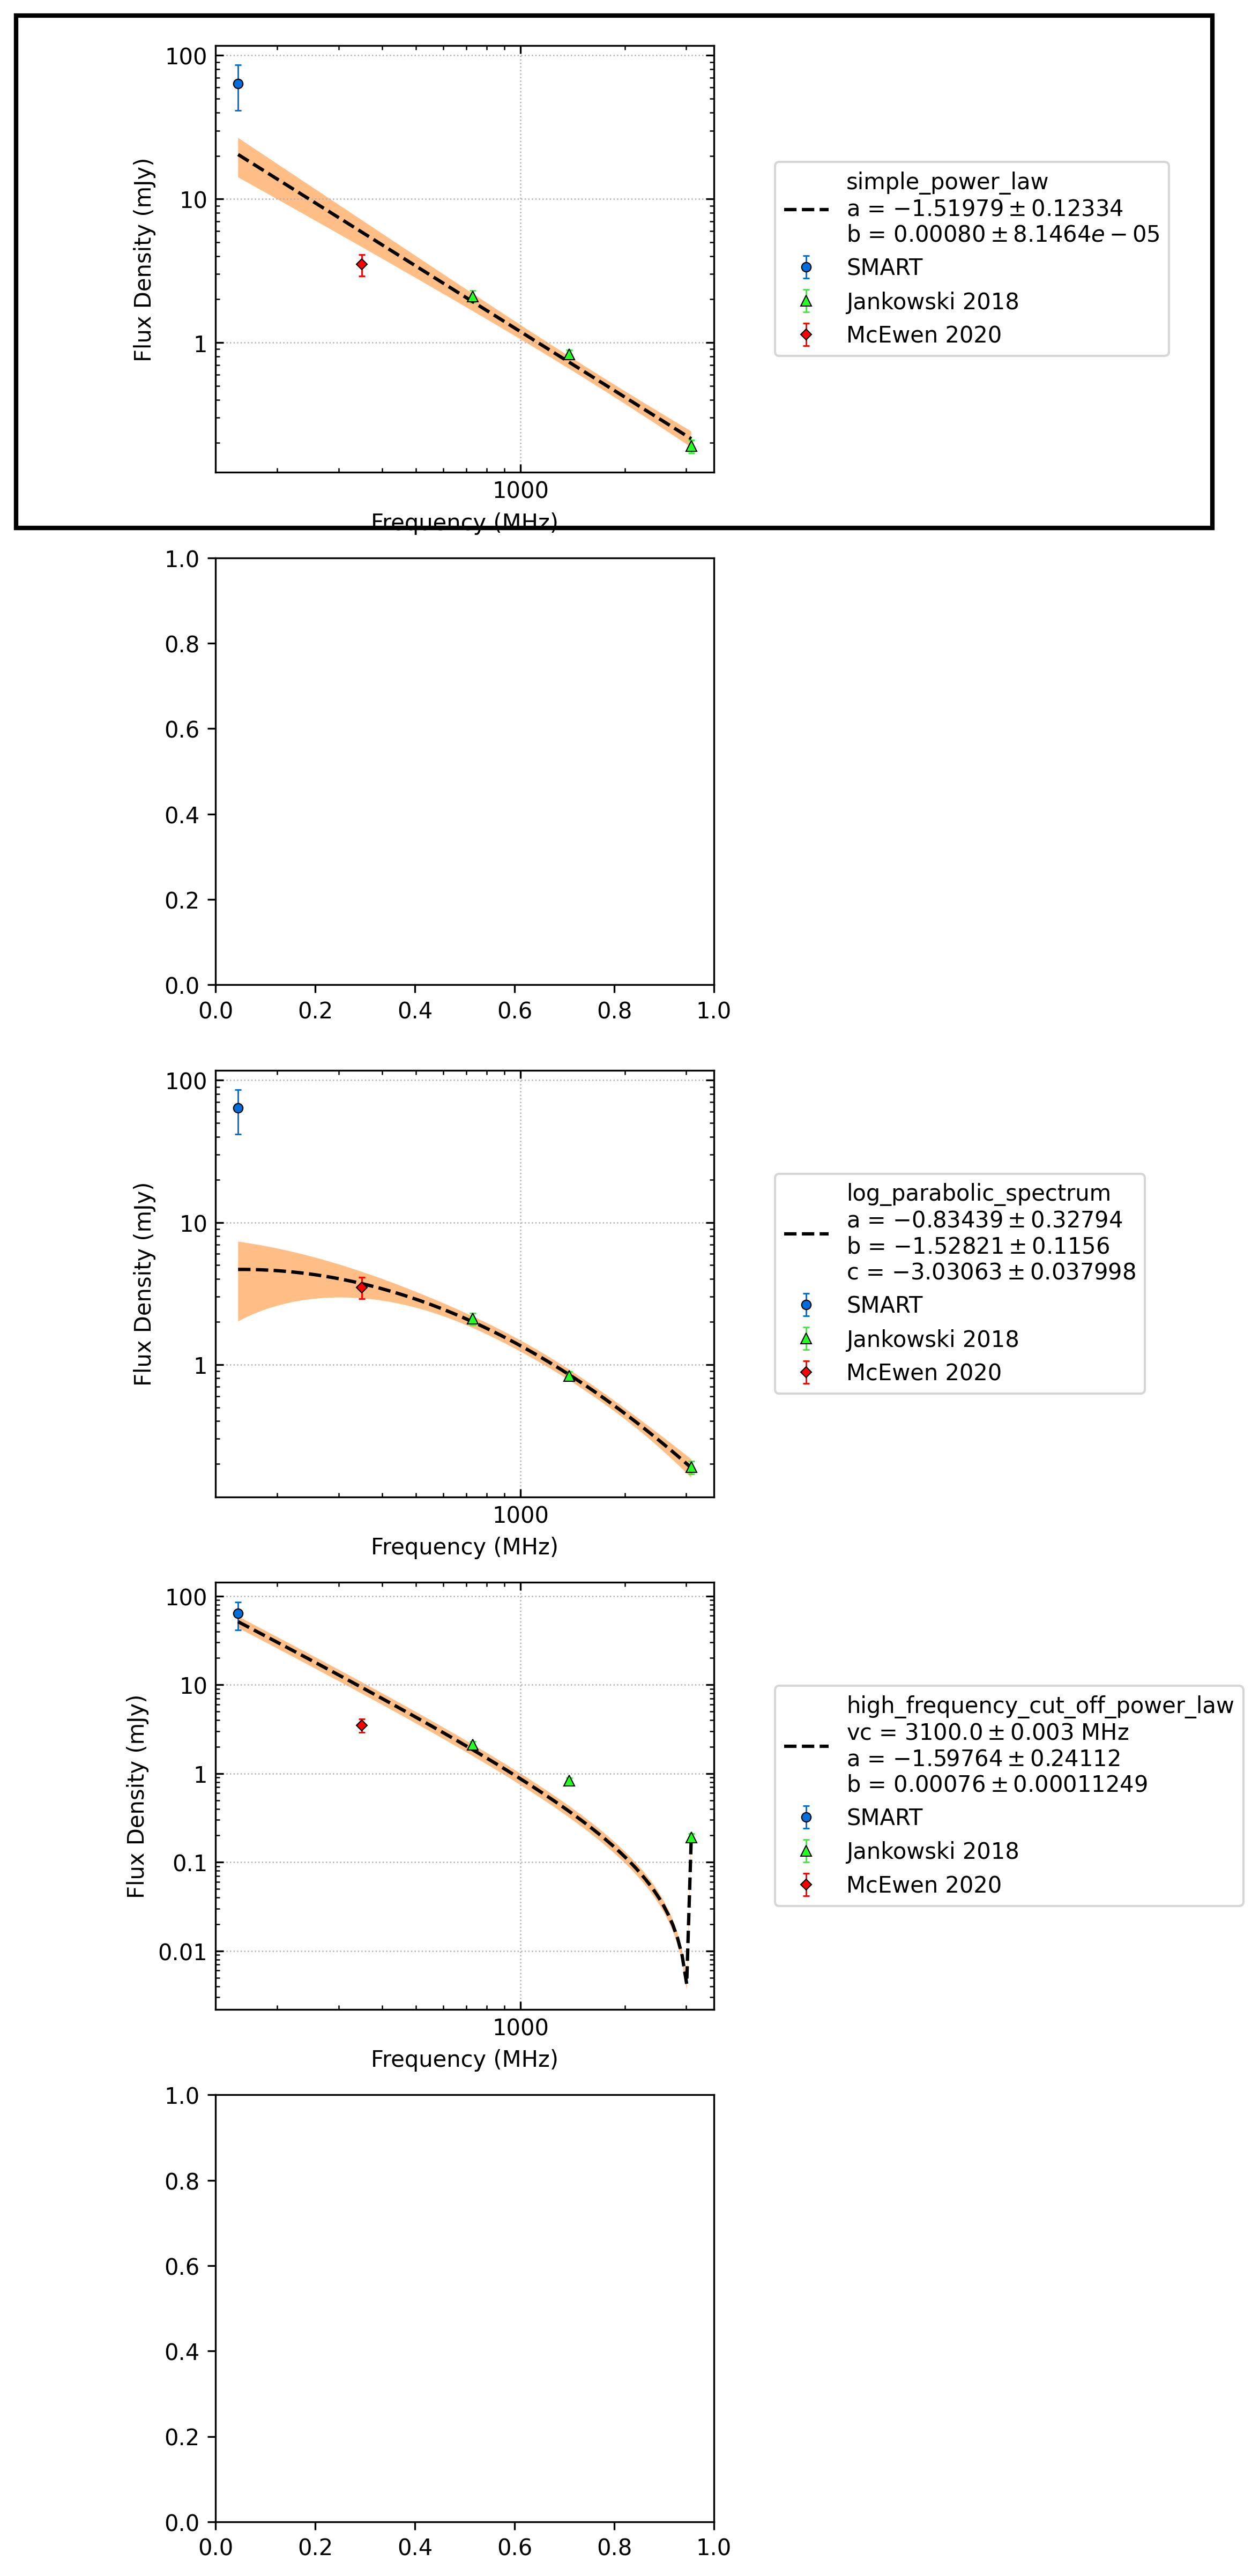 100
10
1
Flux Density (mJy)
1000
Frequency (MHz)
simple_power_law
a = −1.51979 ± 0.12334
b = 0.00080 ± 8.1464e − 05
SMART
Jankowski 2018
McEwen 2020
1.0
0.8
0.6
0.4
0.2
0.0
0.0 0.2 0.4 0.6 0.8 1.0
100
10
1
Flux Density (mJy)
1000
Frequency (MHz)
log_parabolic_spectrum
a = −0.83439 ± 0.32794
b = −1.52821 ± 0.1156
c = −3.03063 ± 0.037998
SMART
Jankowski 2018
McEwen 2020
100
10
1
0.1
0.01
Flux Density (mJy)
1000
Frequency (MHz)
high_frequency_cut_off_power_law
vc = 3100.0 ± 0.003 MHz
a = −1.59764 ± 0.24112
b = 0.00076 ± 0.00011249
SMART
Jankowski 2018
McEwen 2020
1.0
0.8
0.6
0.4
0.2
0.0
0.0 0.2 0.4 0.6 0.8 1.0